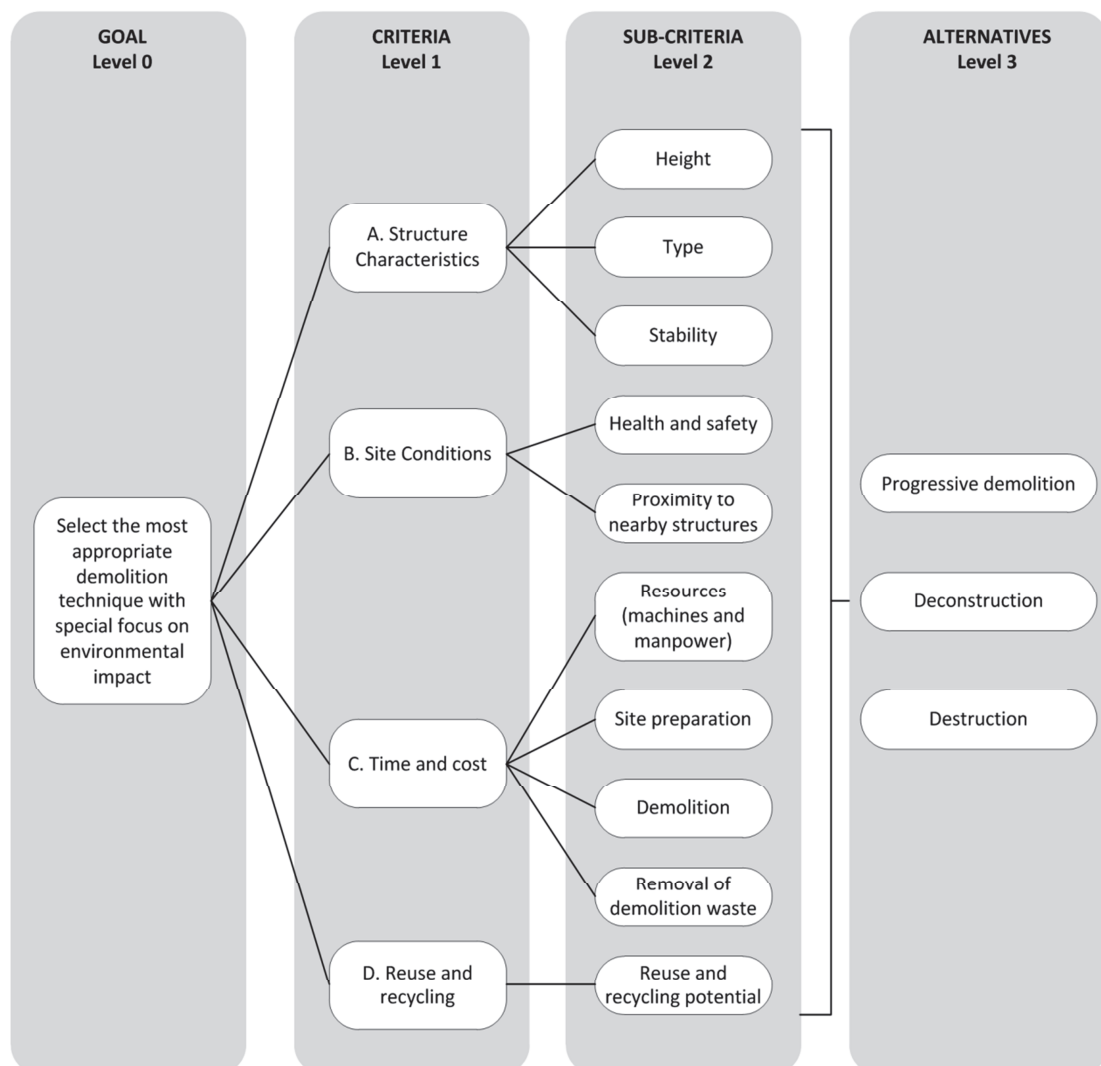 GOAL
Level 0
CRITERIA
Level 1
SUB-CRITERIA
Level 2
ALTERNATIVES
Level 3
Select the most
appropriate
demolition
technique with
special focus on
environmental
impact
A. Structure
Characteristics
B. Site Conditions
C. Time and cost
D. Reuse and
recycling
Height
Type
Stability
Health and safety
Proximity to
nearby structures
Resources
(machines and
manpower)
Site preparation
Demolition
Removal of
demolition waste
Reuse and
recycling potential
Progressive demolition
Deconstruction
Destruction